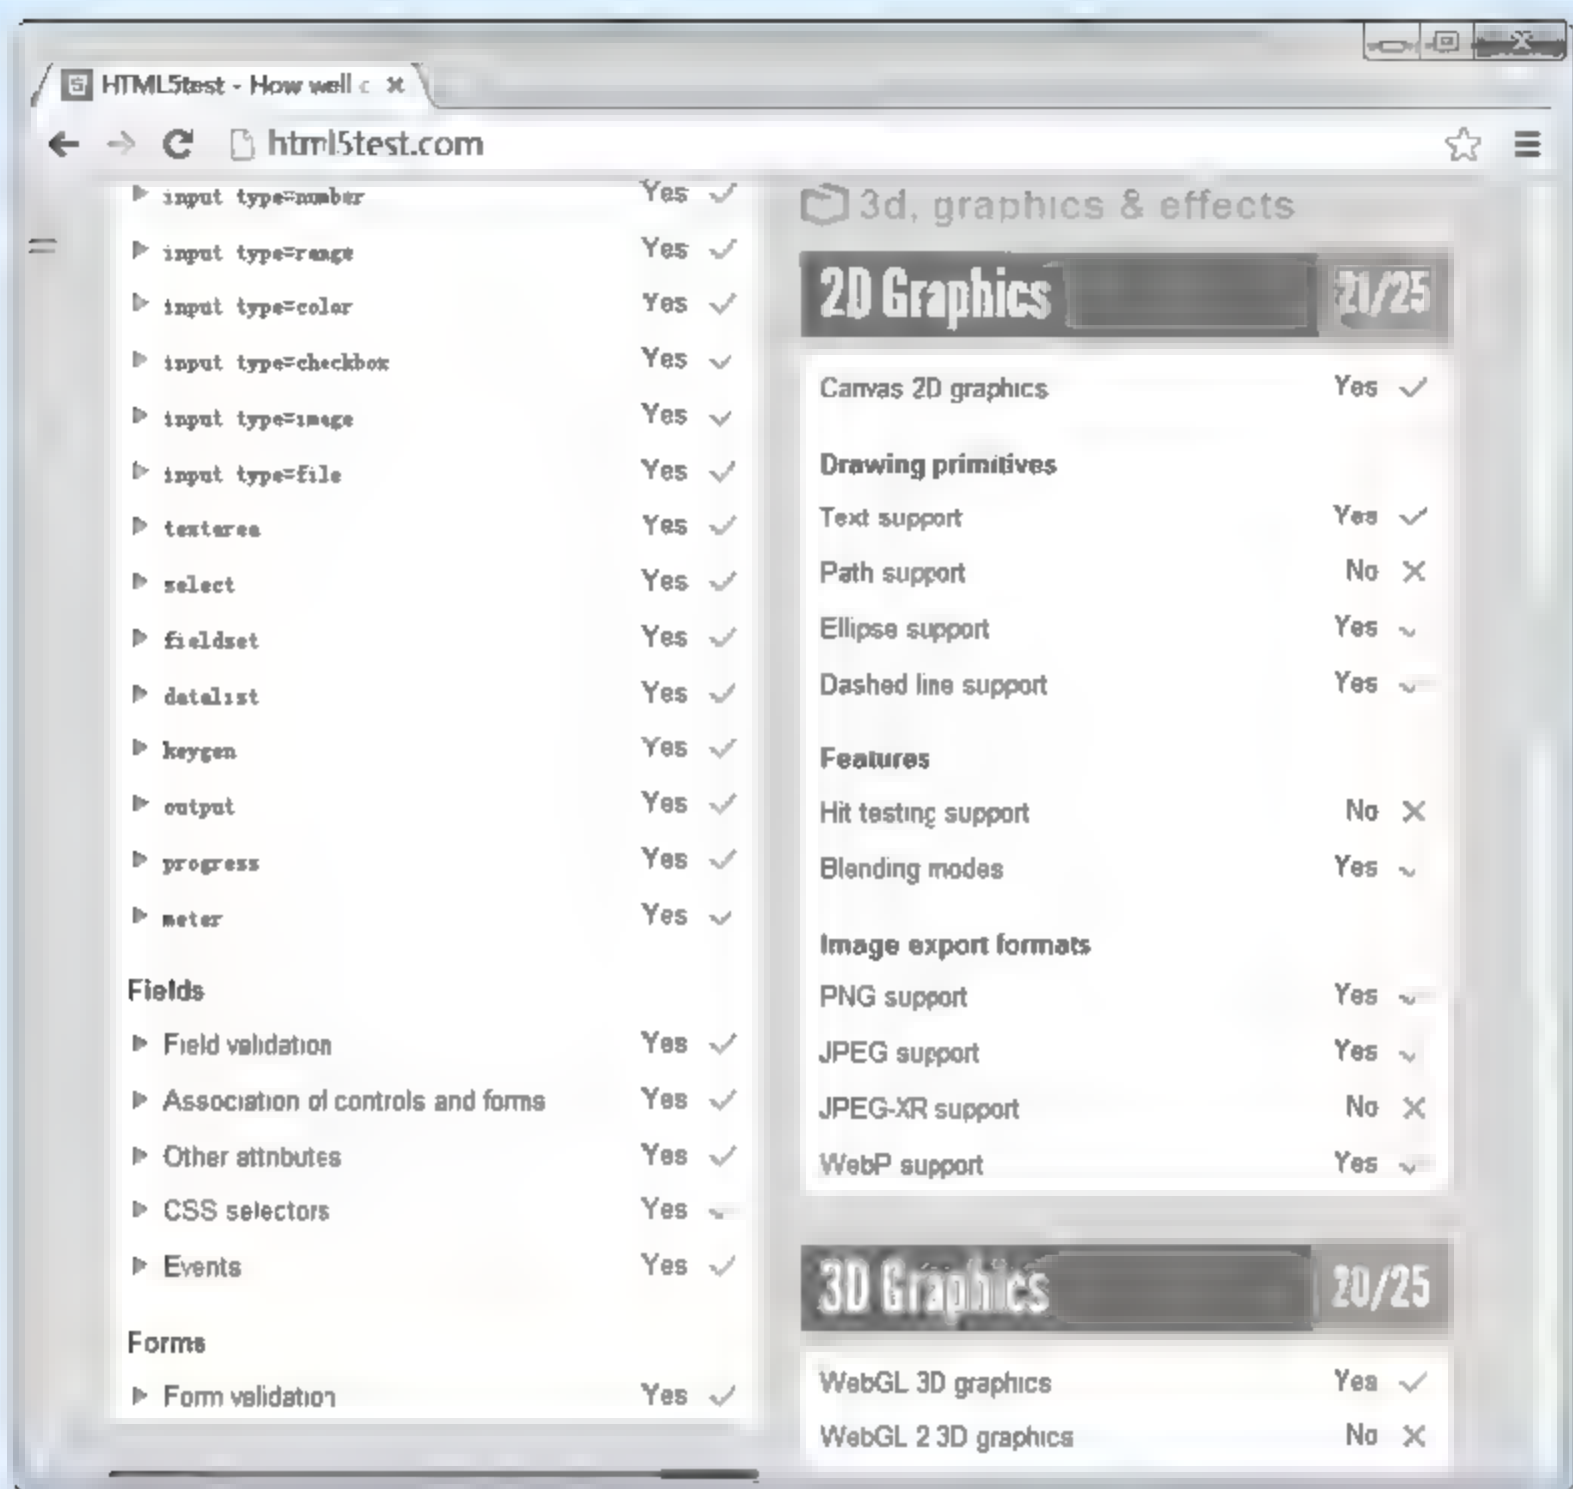 HTML5test - How well c
html5test.com
input type=number Yes
input type=range Yes
input type=color Yes
input type=checkbox Yes
input type=image Yes
input type=file Yes
textarea Yes
select Yes
fieldset Yes
datalist Yes
keygen Yes
output Yes
progress Yes
meter Yes
Fields
Field validation Yes
Association of controls and forms Yes
Other attributes Yes
CSS selectors Yes
Events Yes
Forms
Form validation Yes
3d, graphics & effects
2D Graphics 21/25
Canvas 2D graphics Yes
Drawing primitives
Text support Yes
Path support No
Ellipse support Yes
Dashed line support Yes
Features
Hit testing support No
Blending modes Yes
Image export formats
PNG support Yes
JPEG support Yes
JPEG-XR support No
WebP support Yes
3D Graphics 20/25
WebGL 3D graphics Yes
WebGL 2 3D graphics No